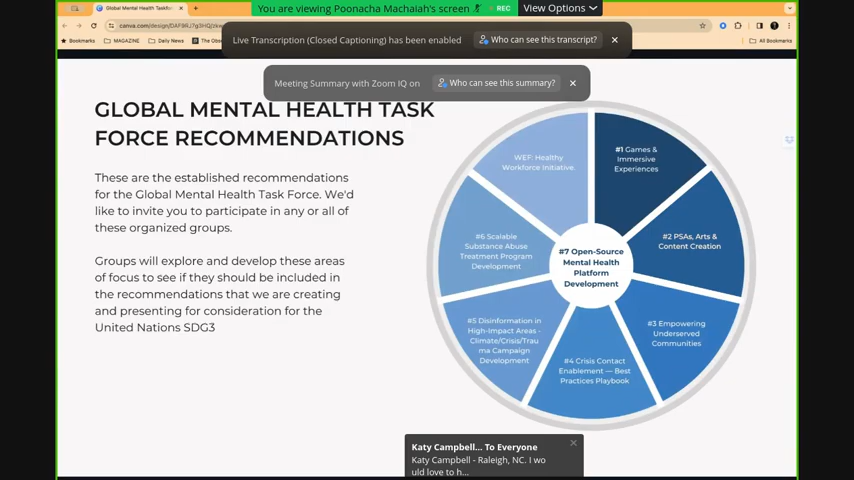 You are viewing Poonacha Machaiah's screen
REC
View Options
Global Mental Health Taskfo
Bookmarks
MAGAZINE
Daily News
All Bookmarks
Live Transcription (Closed Captioning) has been enabled
Who can see this transcript?
Meeting Summary with Zoom IQ on
Who can see this summary?
GLOBAL MENTAL HEALTH TASK
FORCE RECOMMENDATIONS
These are the established recommendations
for the Global Mental Health Task Force. We'd
like to invite you to participate in any or all of
these organized groups.
Groups will explore and develop these areas
of focus to see if they should be included in
the recommendations that we are creating
and presenting for consideration for the
United Nations SDG3
WEF: Healthy
Workforce Initiative.
#1 Games &
Immersive
Experiences
#2 PSAs, Arts &
Content Creation
#3 Empowering
Underserved
Communities
#4 Crisis Contact
Enablement — Best
Practices Playbook
#5 Disinformation in
High-Impact Areas -
Climate/Crisis/Trau
ma Campaign
Development
#6 Scalable
Substance Abuse
Treatment Program
Development
#7 Open-Source
Mental Health
Platform
Development
Katy Campbell... To Everyone
Katy Campbell - Raleigh, NC. I wo
uld love to h...